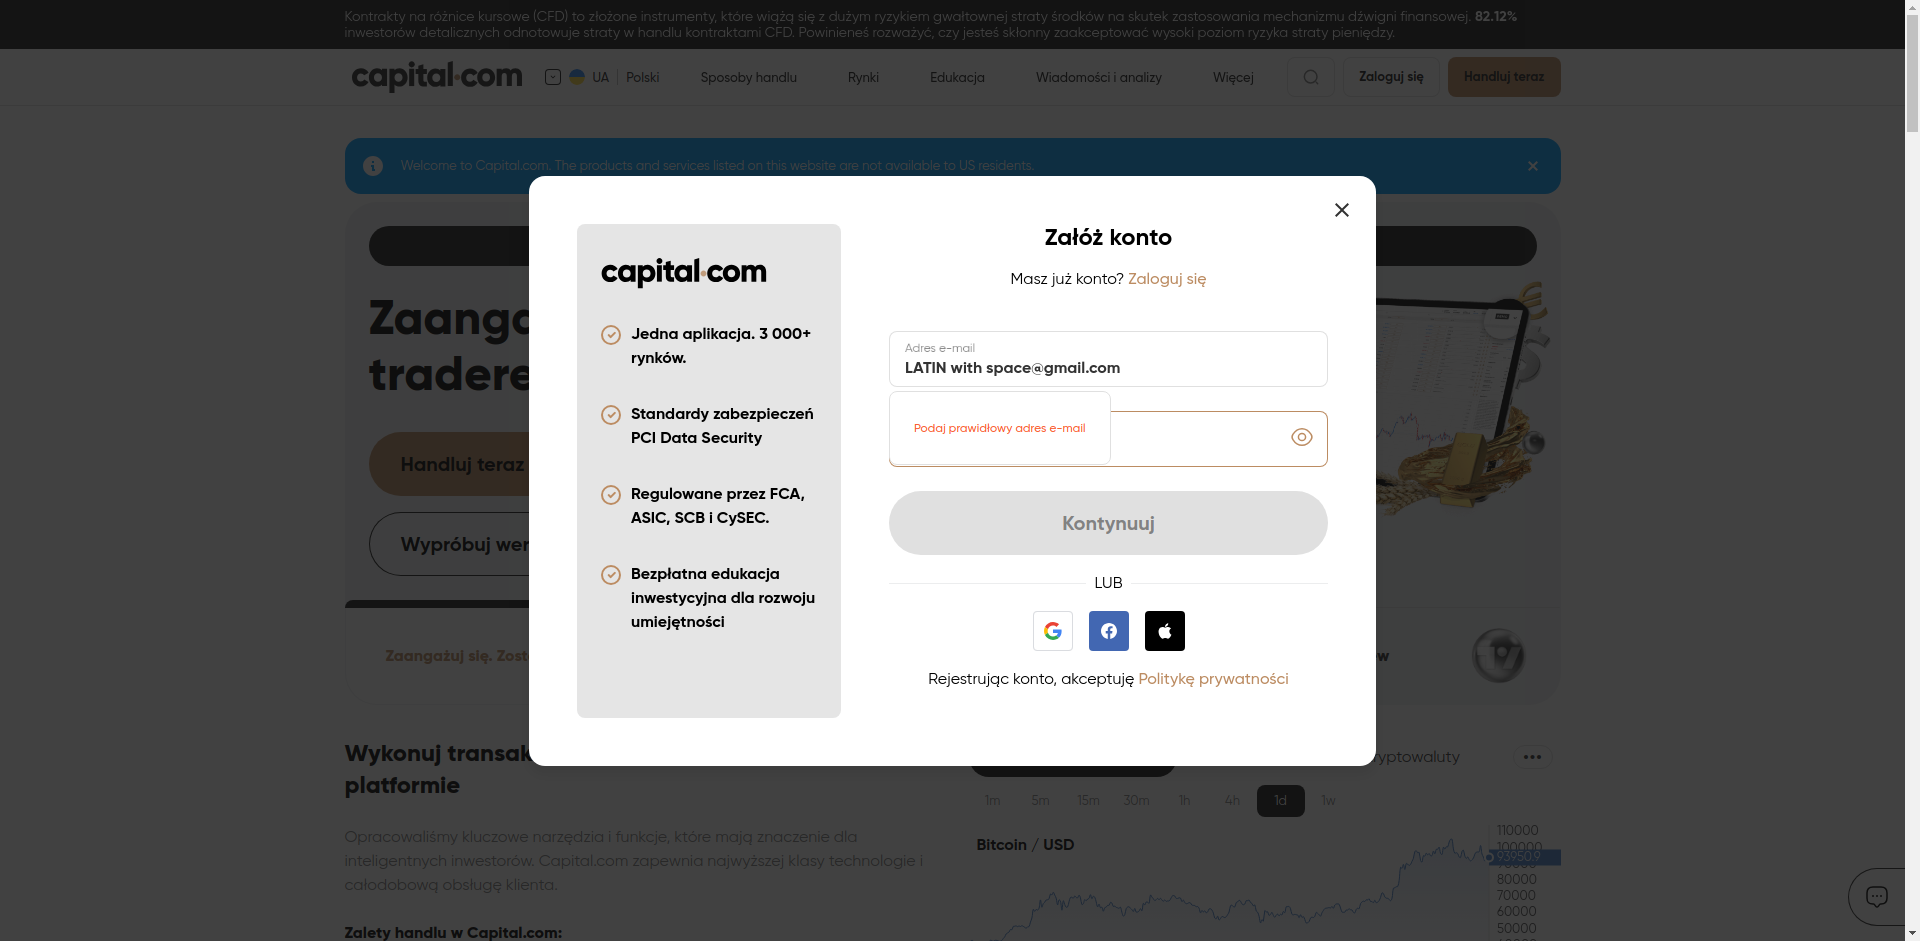 Kontrakty na różnice kursowe (CFD) to złożone instrumenty, które wiążą się z dużym ryzykiem gwałtownej straty środków na skutek zastosowania mechanizmu dźwigni finansowej. 82.12%
inwestorów detalicznych odnotowuje straty w handlu kontraktami CFD. Powinieneś rozważyć, czy jesteś skłonny zaakceptować wysoki poziom ryzyka straty pieniędzy.
capital.com
UA
Polski
Sposoby handlu
Rynki
Edukacja
Wiadomości i analizy
Więcej
Zaloguj się
Handluj teraz
Welcome to Capital.com. The products and services listed on this website are not available to US residents.
Zaanga
tradere
Handluj teraz
Wypróbuj wer
Zaangażuj się. Zost
capital.com
Jedna aplikacja. 3 000+
rynków.
Standardy zabezpieczeń
PCI Data Security
Regulowane przez FCA,
ASIC, SCB i CySEC.
Bezpłatna edukacja
inwestycyjna dla rozwoju
umiejętności
Załóż konto
Masz już konto? Zaloguj się
Adres e-mail
LATIN with space@gmail.com
Podaj prawidłowy adres e-mail
Kontynuuj
LUB
Rejestrując konto, akceptuję Politykę prywatności
Wykonuj transak
platformie
Opracowaliśmy kluczowe narzędzia i funkcje, które mają znaczenie dla
inteligentnych inwestorów. Capital.com zapewnia najwyższej klasy technologie i
całodobową obsługę klienta.
Zalety handlu w Capital.com:
ryptowaluty
1m
5m
15m
30m
1h
4h
1d
1w
Bitcoin / USD
110000
100000
93950.9
80000
70000
60000
50000